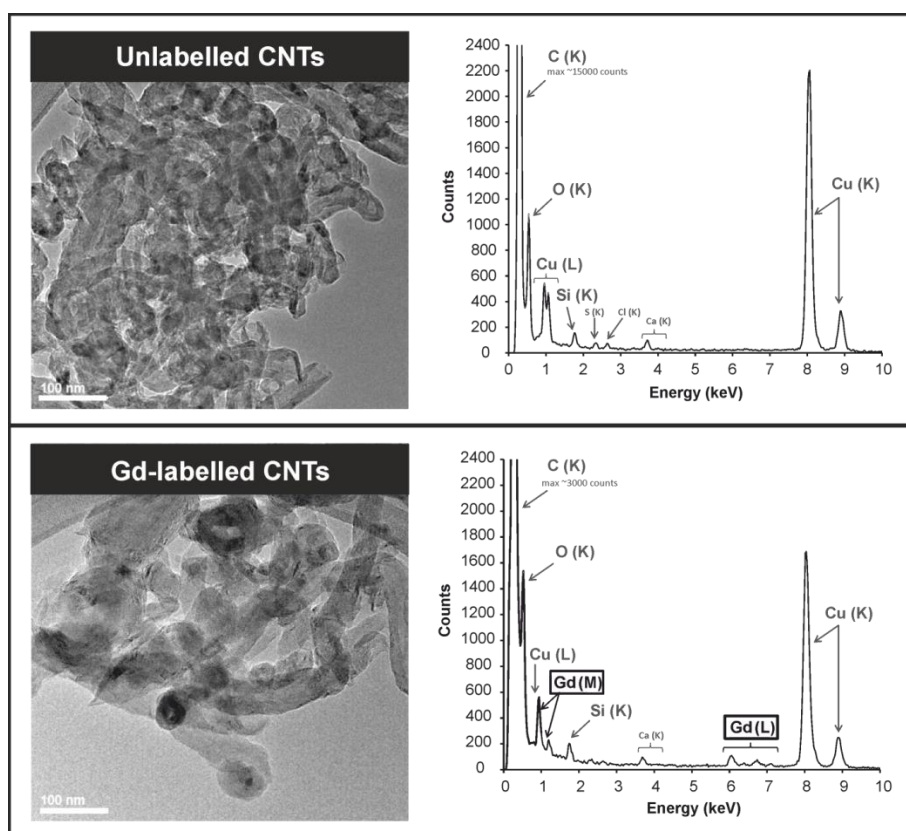 Unlabelled CNTs
100 nm
2400
2200
2000
1800
1600
1400
1200
1000
800
600
400
200
0
Counts
C (K)
max ~15000 counts
O (K)
Cu (L)
Si (K)
S (K)
Cl (K)
Ca (K)
Cu (K)
0 1 2 3 4 5 6 7 8 9 10
Energy (keV)
Gd-labelled CNTs
100 nm
2400
2200
2000
1800
1600
1400
1200
1000
800
600
400
200
0
Counts
C (K)
max ~3000 counts
O (K)
Cu (L)
Gd (M)
Si (K)
Ca (K)
Gd (L)
Cu (K)
0 1 2 3 4 5 6 7 8 9 10
Energy (keV)